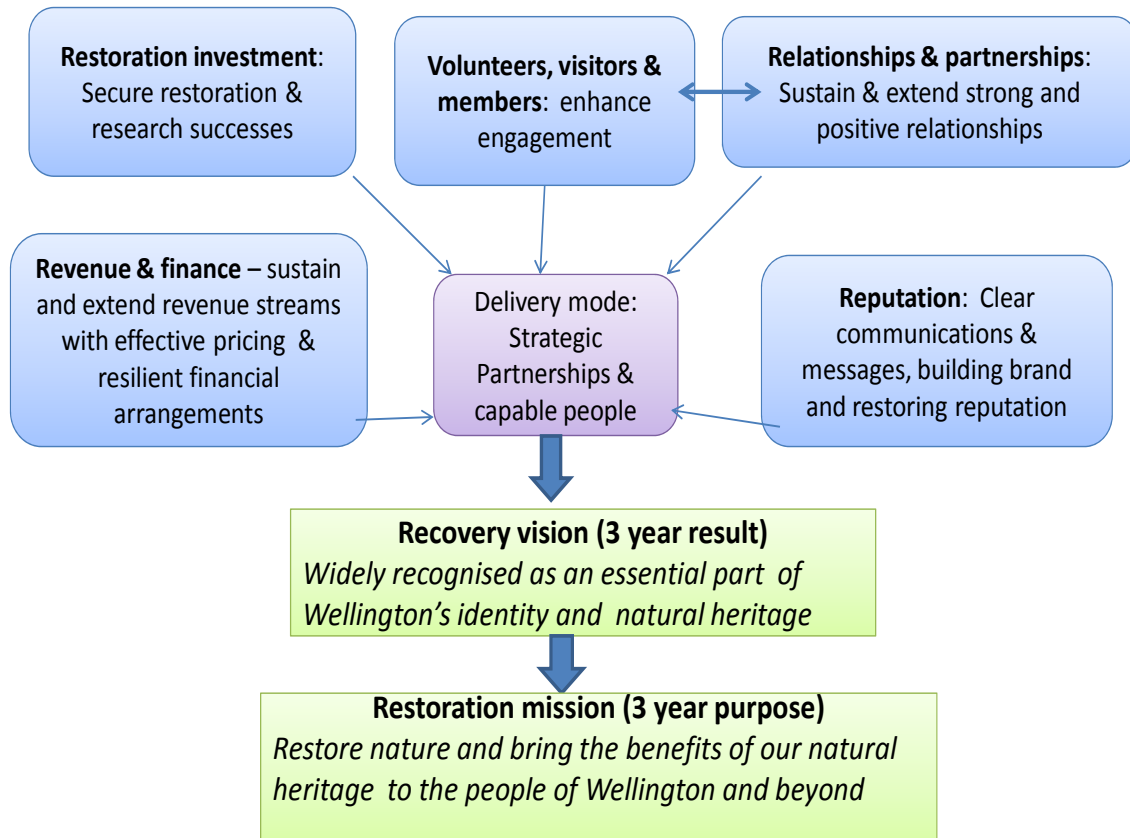 Restoration investment:
Secure restoration &
research successes
Volunteers, visitors &
members: enhance
engagement
Relationships & partnerships:
Sustain & extend strong and
positive relationships
Revenue & finance – sustain
and extend revenue streams
with effective pricing &
resilient financial
arrangements
Delivery mode:
Strategic
Partnerships &
capable people
Reputation: Clear
communications &
messages, building brand
and restoring reputation
Recovery vision (3 year result)
Widely recognised as an essential part of
Wellington’s identity and natural heritage
Restoration mission (3 year purpose)
Restore nature and bring the benefits of our natural
heritage to the people of Wellington and beyond